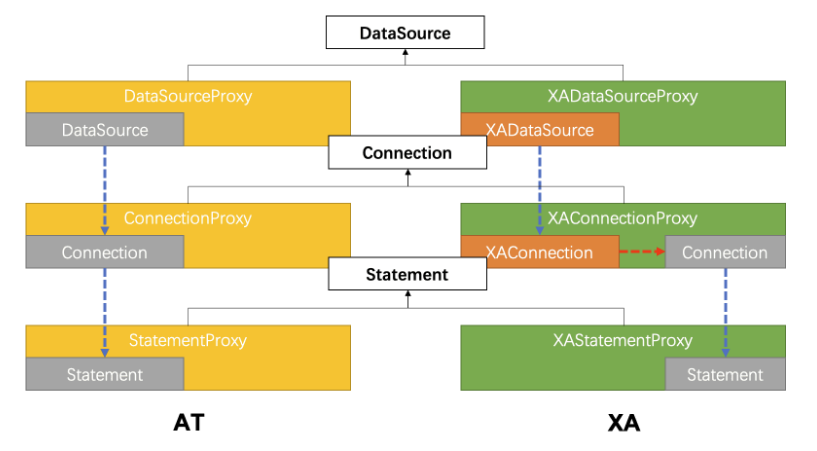 DataSource
DataSourceProxy
XADataSourceProxy
DataSource
XADataSource
Connection
ConnectionProxy
XAConnectionProxy
Connection
XAConnection
Connection
Statement
StatementProxy
XAStatementProxy
Statement
Statement
AT
XA